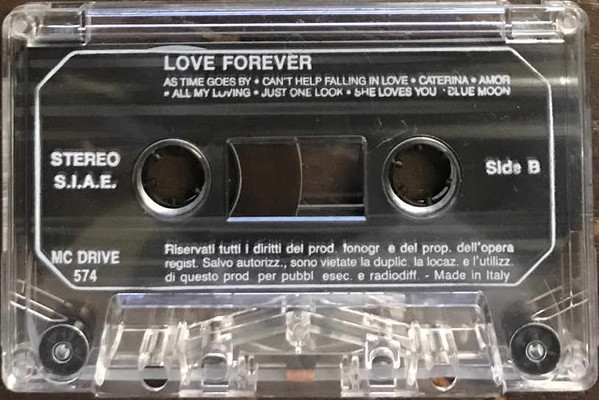 LOVE FOREVER
AS TIME GOES BY • CAN'T HELP FALLING IN LOVE • CATERINA • AMOR
• ALL MY LOVING • JUST ONE LOOK • SHE LOVES YOU • BLUE MOON
STEREO
S.I.A.E.
Side B
MC DRIVE
574
Riservati tutti i diritti del prod. fonogr. e del prop. dell'opera
regist. Salvo autorizz., sono vietate la duplic. la locaz. e l'utilizz.
di questo prod. per pubbl. esec. e radiodiff. - Made in Italy